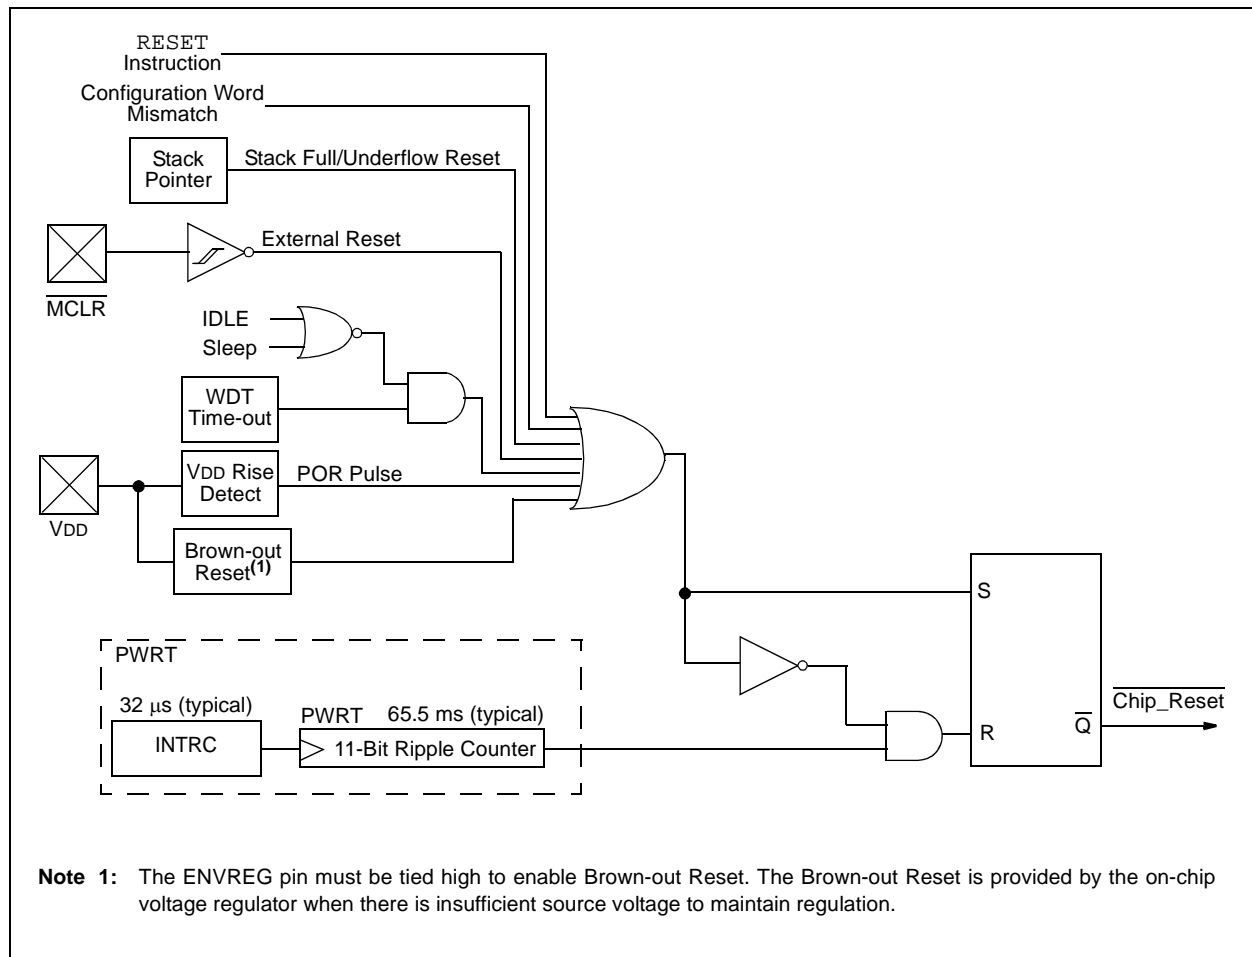 RESET
Instruction
Configuration Word
Mismatch
Stack
Pointer
Stack Full/Underflow Reset
External Reset
MCLR
IDLE
Sleep
WDT
Time-out
VDD Rise
Detect
POR Pulse
VDD
Brown-out
Reset(1)
S
PWRT
32 μs (typical)
PWRT
65.5 ms (typical)
INTRC
11-Bit Ripple Counter
R
Q
Chip_Reset
Note 1: The ENVREG pin must be tied high to enable Brown-out Reset. The Brown-out Reset is provided by the on-chip
voltage regulator when there is insufficient source voltage to maintain regulation.